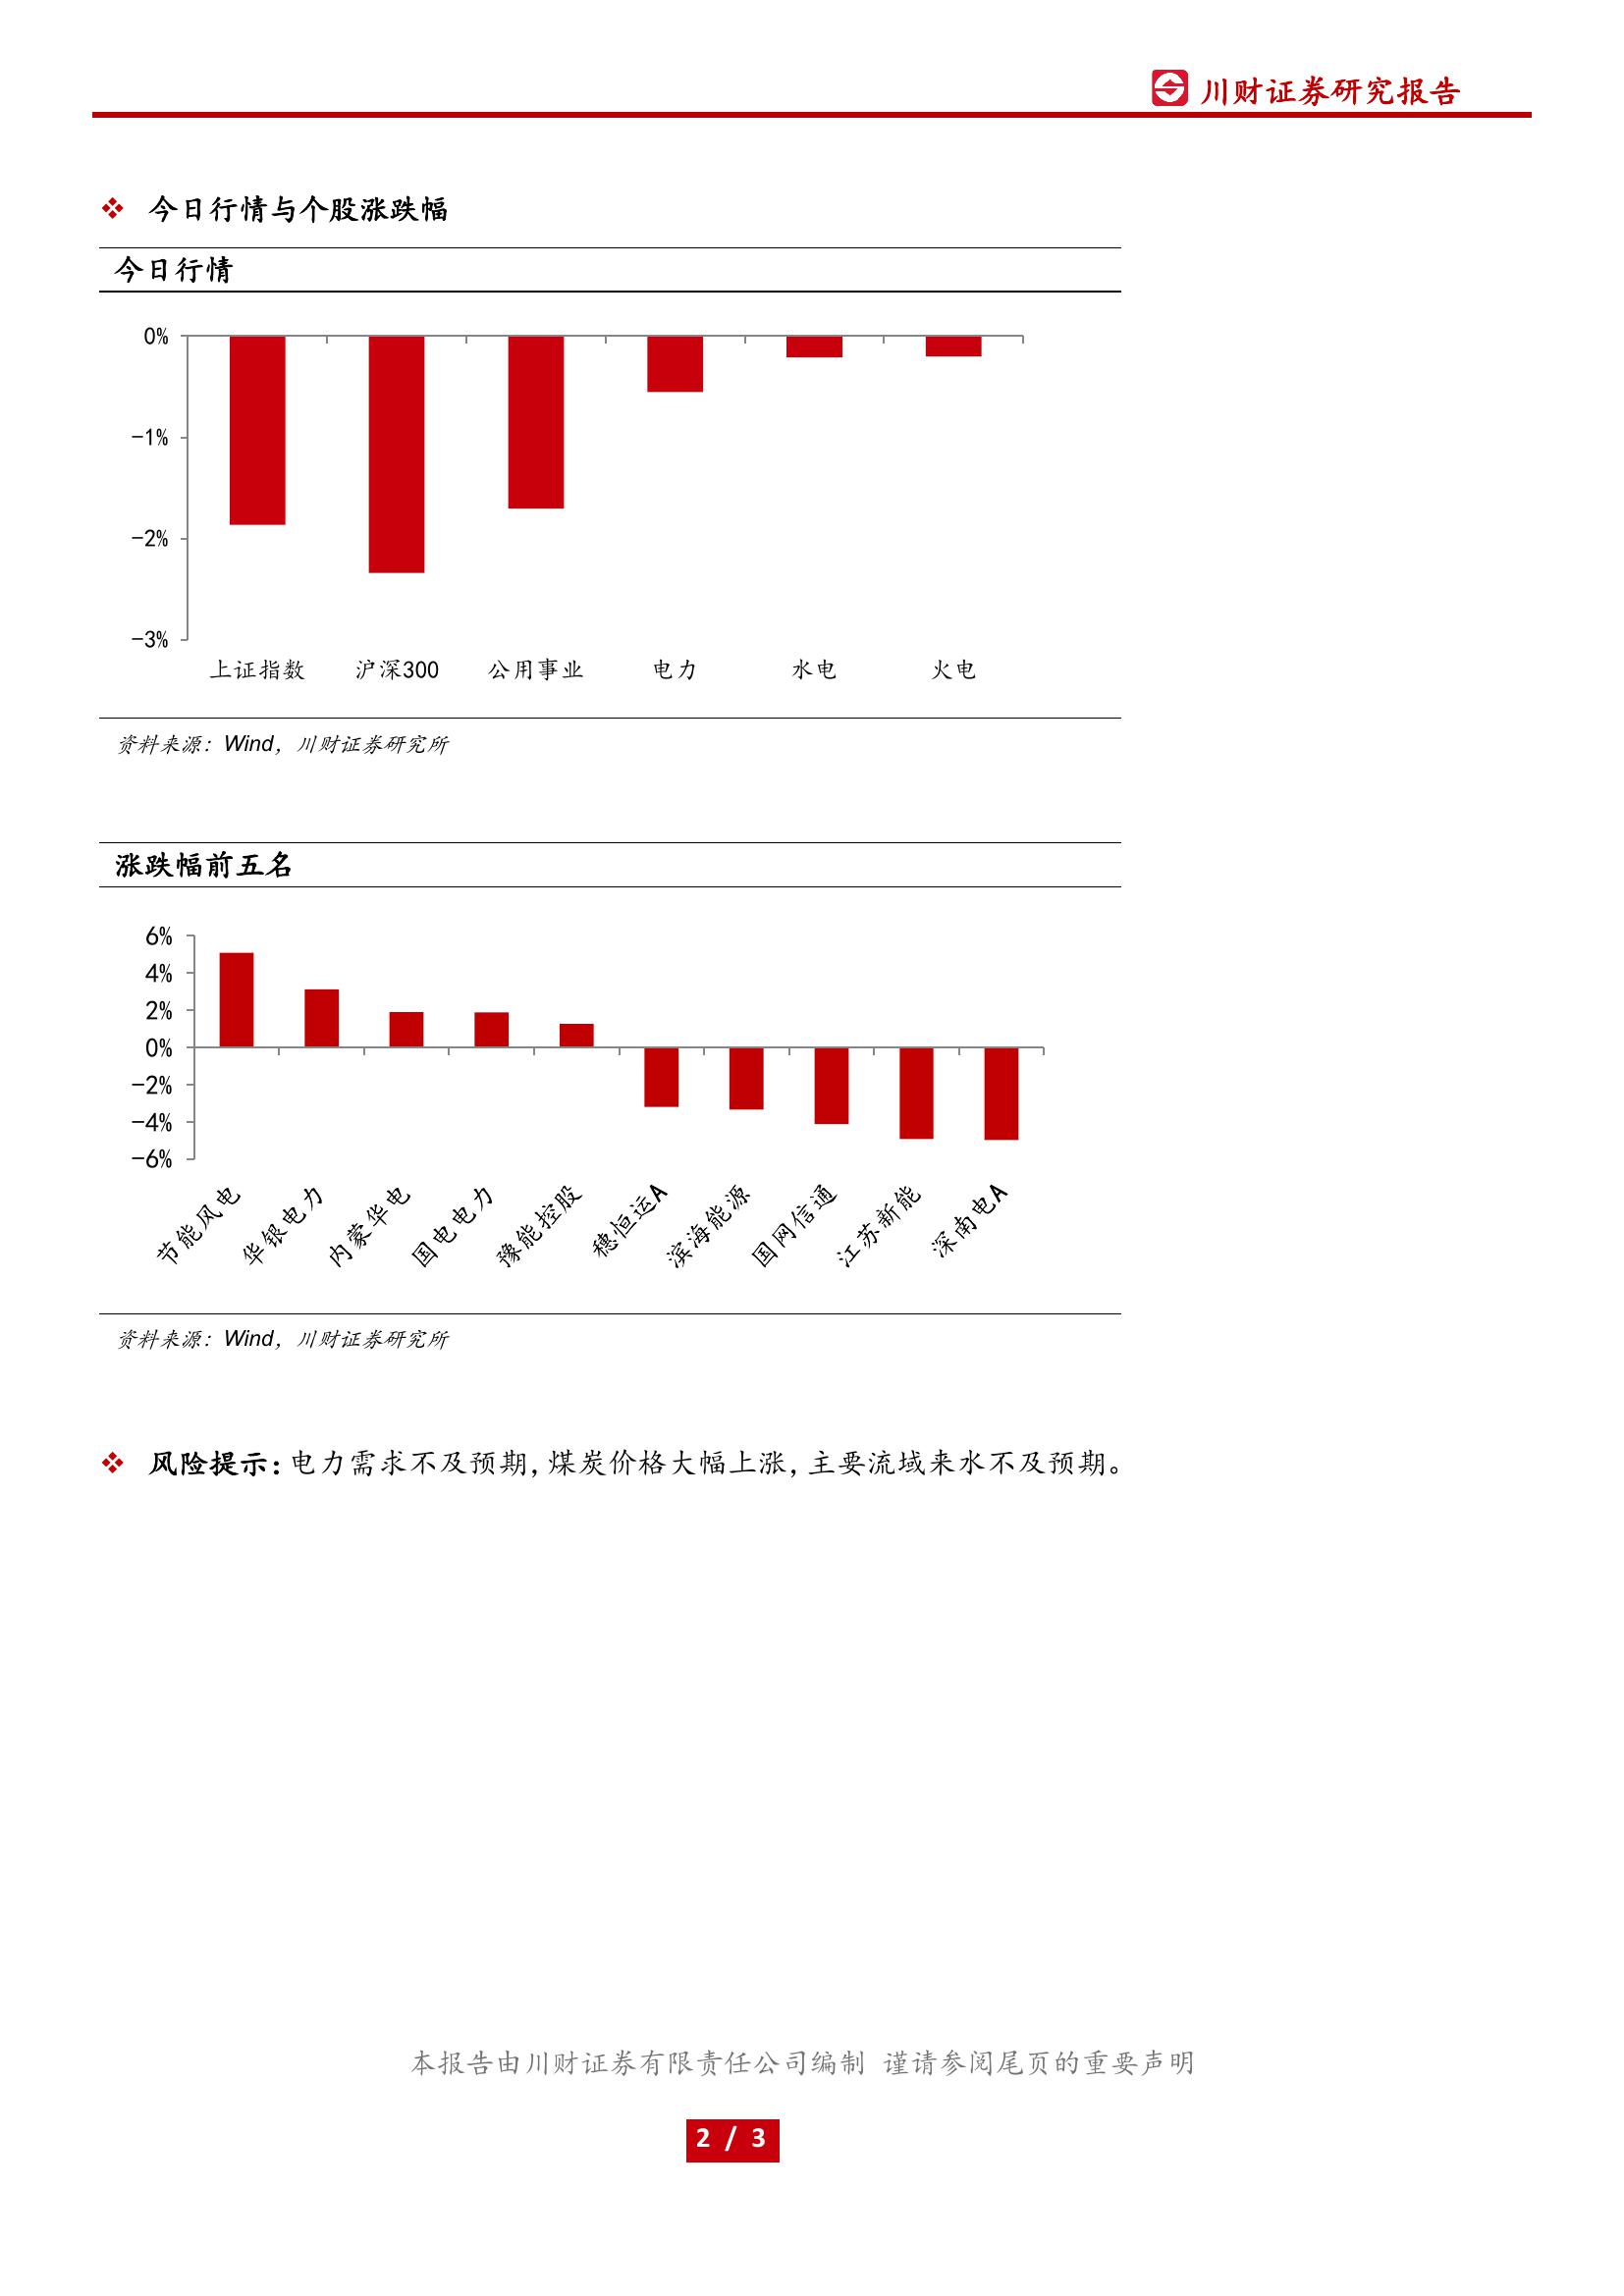 川财证券研究报告
今日行情与个股涨跌幅
今日行情
0%
-1%
-2%
-3%
上证指数 沪深300 公用事业 电力 水电 火电
资料来源：Wind，川财证券研究所
涨跌幅前五名
6%
4%
2%
0%
-2%
-4%
-6%
节能风电 华银电力 内蒙华电 国电电力 豫能控股 穗恒运A 滨海能源 国网信通 江苏新能 深南电A
资料来源：Wind，川财证券研究所
风险提示：电力需求不及预期，煤炭价格大幅上涨，主要流域来水不及预期。
本报告由川财证券有限责任公司编制 谨请参阅尾页的重要声明
2 / 3